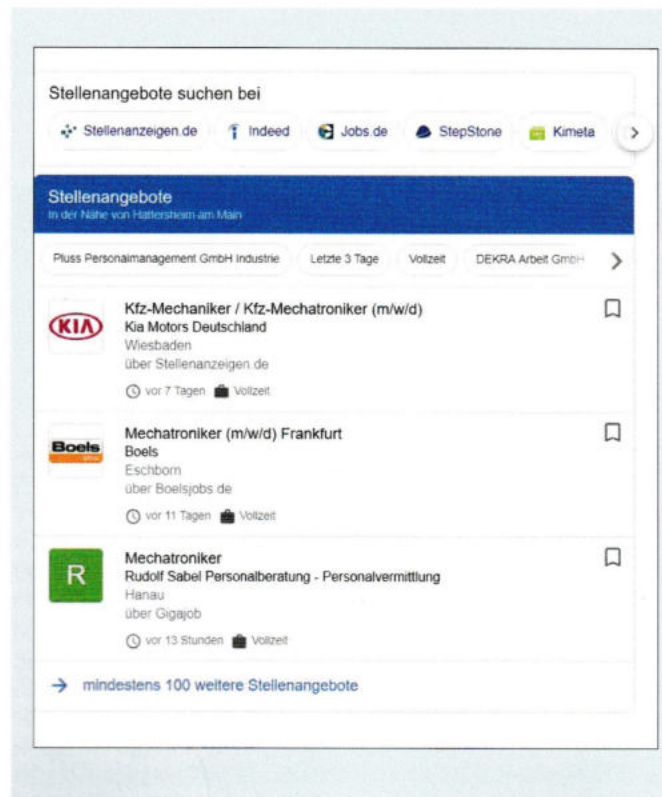 Stellenangebote suchen bei
Stellenanzeigen.de Indeed Jobs.de StepStone Kimeta
Stellenangebote
In der Nähe von Hattersheim am Main
Pluss Personalmanagement GmbH Industrie Letzte 3 Tage Vollzeit DEKRA Arbeit GmbH
KIA
Kfz-Mechaniker / Kfz-Mechatroniker (m/w/d)
Kia Motors Deutschland
Wiesbaden
über Stellenanzeigen.de
vor 7 Tagen Vollzeit
Boels
Mechatroniker (m/w/d) Frankfurt
Boels
Eschborn
über Boelsjobs.de
vor 11 Tagen Vollzeit
R
Mechatroniker
Rudolf Sabel Personalberatung - Personalvermittlung
Hanau
über Gigajob
vor 13 Stunden Vollzeit
mindestens 100 weitere Stellenangebote